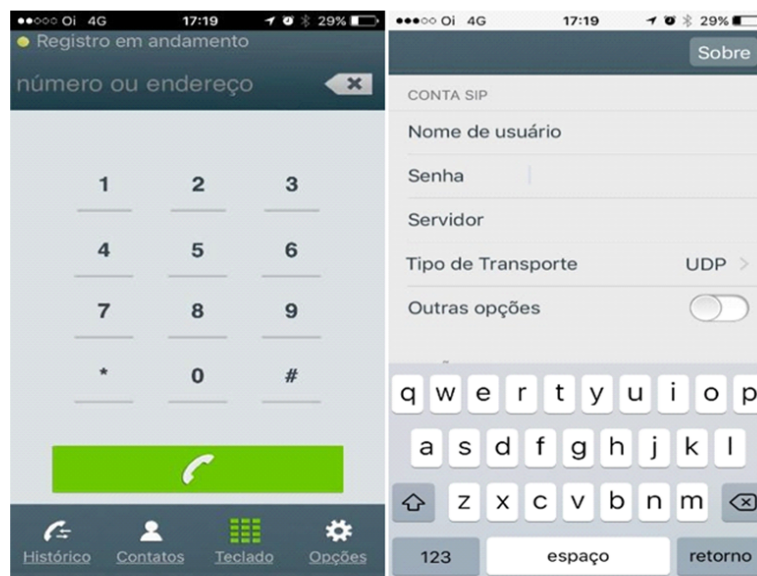 Oi 4G 17:19 29%
Registro em andamento
número ou endereço
1 2 3
4 5 6
7 8 9
* 0 #
Histórico Contatos Teclado Opções
Oi 4G 17:19 29%
Sobre
CONTA SIP
Nome de usuário
Senha
Servidor
Tipo de Transporte UDP
Outras opções
q w e r t y u i o p
a s d f g h j k l
z x c v b n m
123 espaço retorno